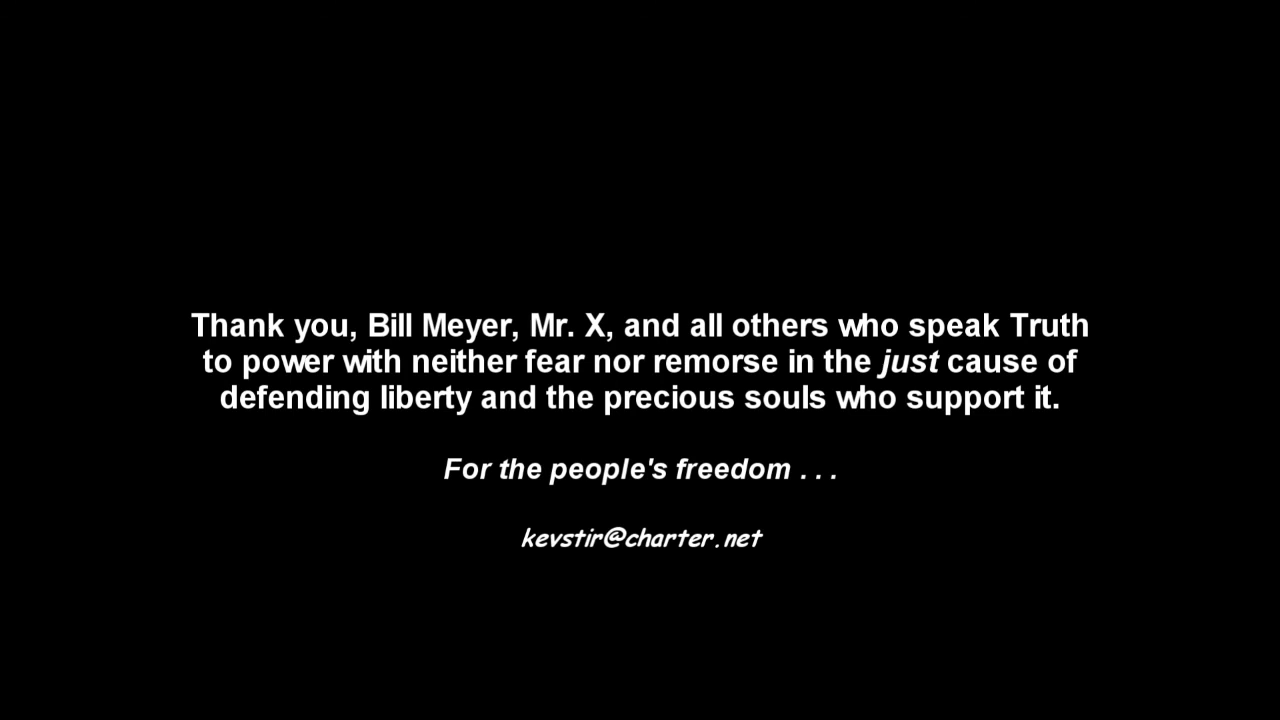 Thank you, Bill Meyer, Mr. X, and all others who speak Truth
to power with neither fear nor remorse in the just cause of
defending liberty and the precious souls who support it.
For the people's freedom . . .
kevstir@charter.net